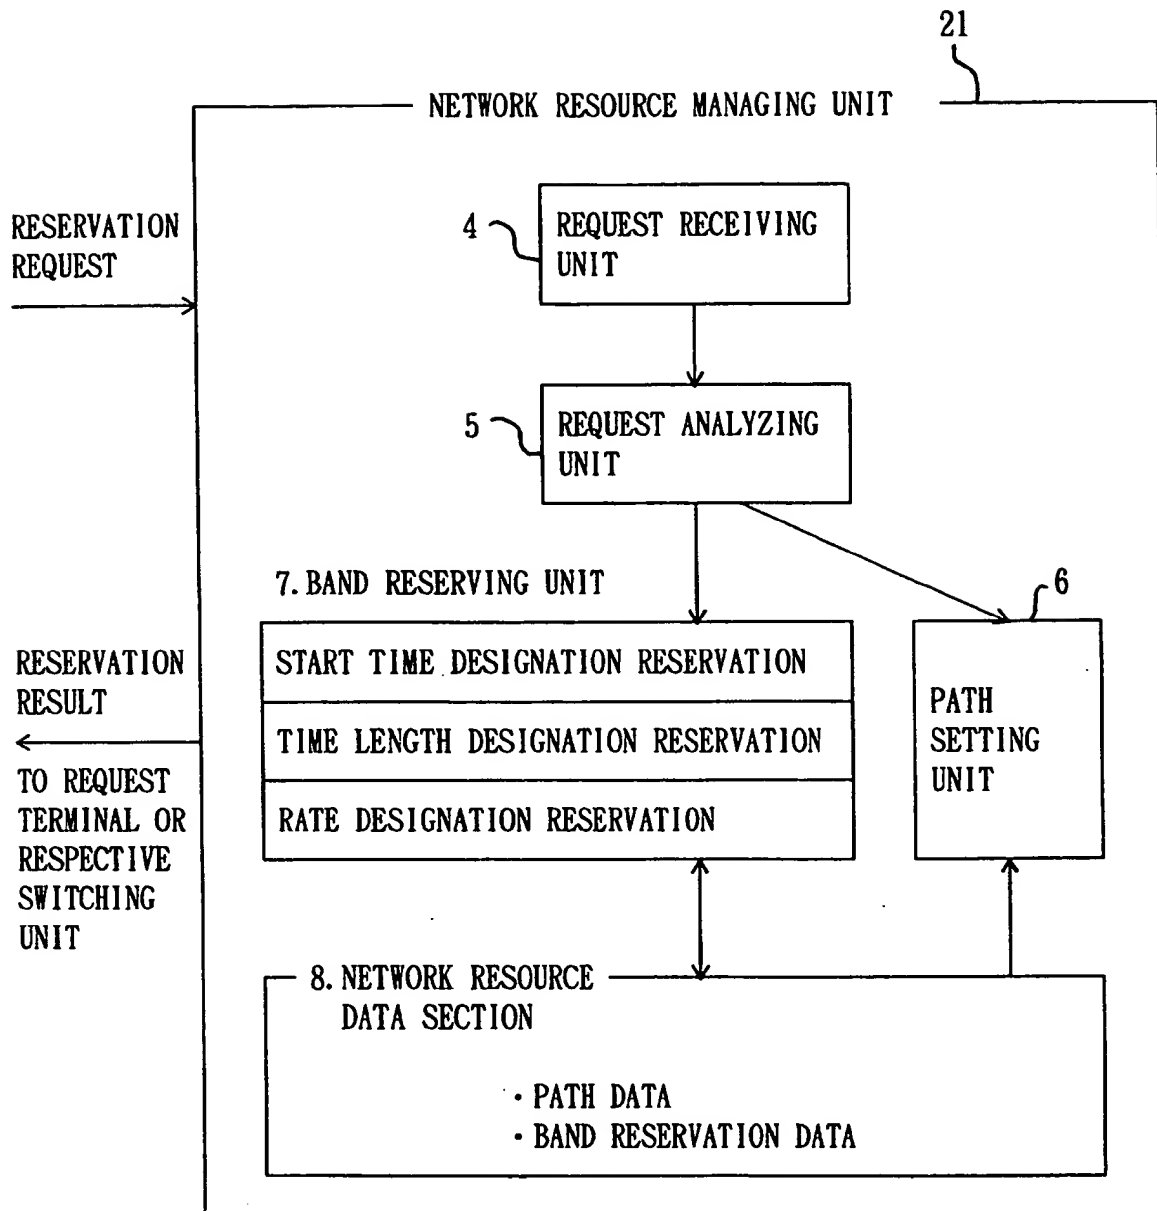 21
NETWORK RESOURCE MANAGING UNIT
RESERVATION
REQUEST
4
REQUEST RECEIVING
UNIT
5
REQUEST ANALYZING
UNIT
7. BAND RESERVING UNIT
6
START TIME DESIGNATION RESERVATION
TIME LENGTH DESIGNATION RESERVATION
RATE DESIGNATION RESERVATION
PATH
SETTING
UNIT
RESERVATION
RESULT
TO REQUEST
TERMINAL OR
RESPECTIVE
SWITCHING
UNIT
8. NETWORK RESOURCE
DATA SECTION
・PATH DATA
・BAND RESERVATION DATA